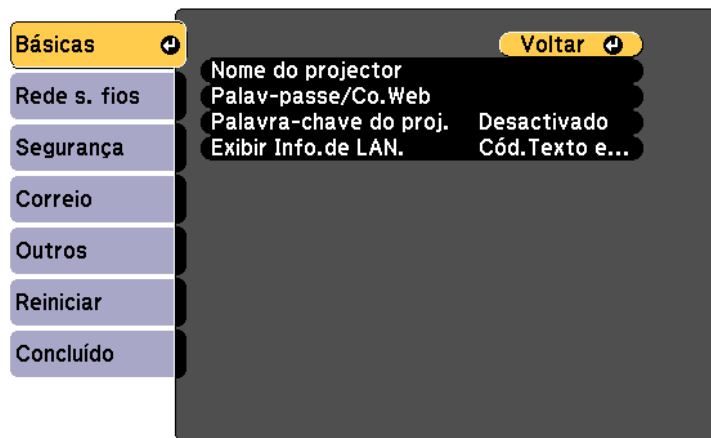 Básicas
Voltar
Nome do projector
Rede s. fios
Palav-passe/Co.Web
Palavra-chave do proj. Desactivado
Segurança
Exibir Info.de LAN. Cód.Texto e...
Correio
Outros
Reiniciar
Concluído